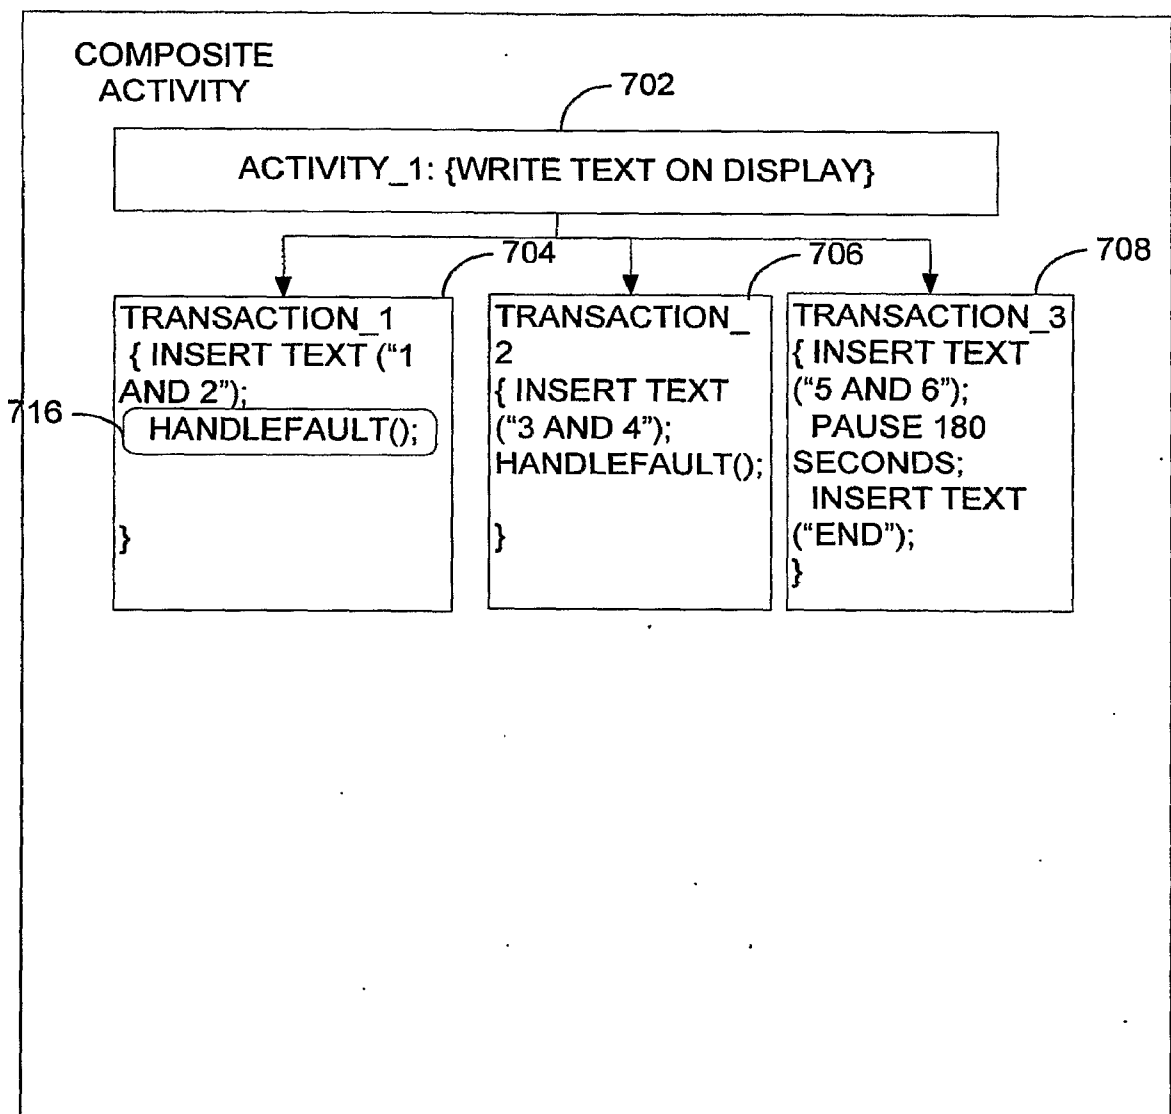 COMPOSITE
ACTIVITY
702
ACTIVITY_1: {WRITE TEXT ON DISPLAY}
704
706
708
TRANSACTION_1
{ INSERT TEXT (“1
AND 2”);
716
HANDLEFAULT();
}
TRANSACTION_
2
{ INSERT TEXT
(“3 AND 4”);
HANDLEFAULT();
}
TRANSACTION_3
{ INSERT TEXT
(“5 AND 6”);
PAUSE 180
SECONDS;
INSERT TEXT
(“END”);
}